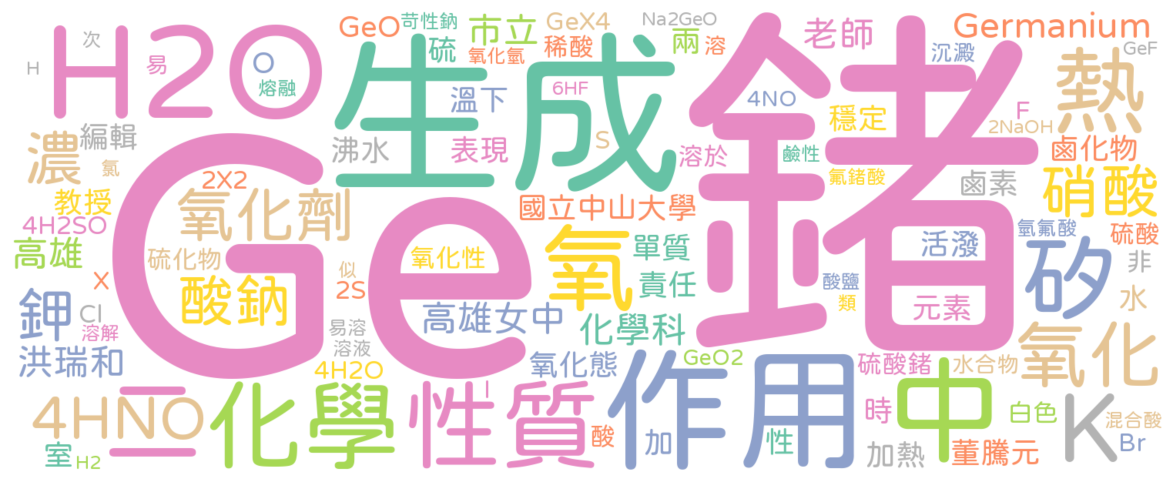 GeO
苛性鈉
市立
GeX4
Na2GeO
老師
Germanium
次
H
H2O
易
O
硫
氧化氫
稀酸
兩
溶
沉澱
GeF
熔融
生成
溫下
6HF
鍺
4NO
穩定
F
熱
2NaOH
濃
編輯
氯
沸水
表現
S
溶於
鹼性
鹵化物
教授
2X2
氧化劑
氟鍺酸
鹵素
硝酸
4H2SO
國立中山大學
高雄
硫化物
Ge
氧化性
氧
單質
活潑
氫氟酸
硫酸
X
似
2S
責任
酸鹽
類
矽
非
鉀
Cl
溶解
酸鈉
易溶
溶液
高雄女中
化學科
元素
水
洪瑞和
4H2O
氧化態
GeO2
硫酸鍺
水合物
氧化
4HNO
二
化學
性質
I
作用
時
中
白色
混合酸
K
室
H2
酸
加
性
加熱
董騰元
Br